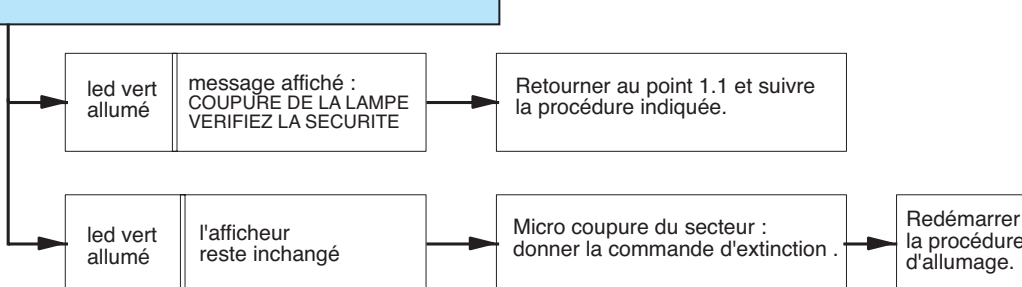 led vert
allumé
message affiché :
COUPURE DE LA LAMPE
VERIFIEZ LA SECURITE
Retourner au point 1.1 et suivre
la procédure indiquée.
led vert
allumé
l'afficheur
reste inchangé
Micro coupure du secteur :
donner la commande d'extinction .
Redémarrer
la procédure
d'allumage.